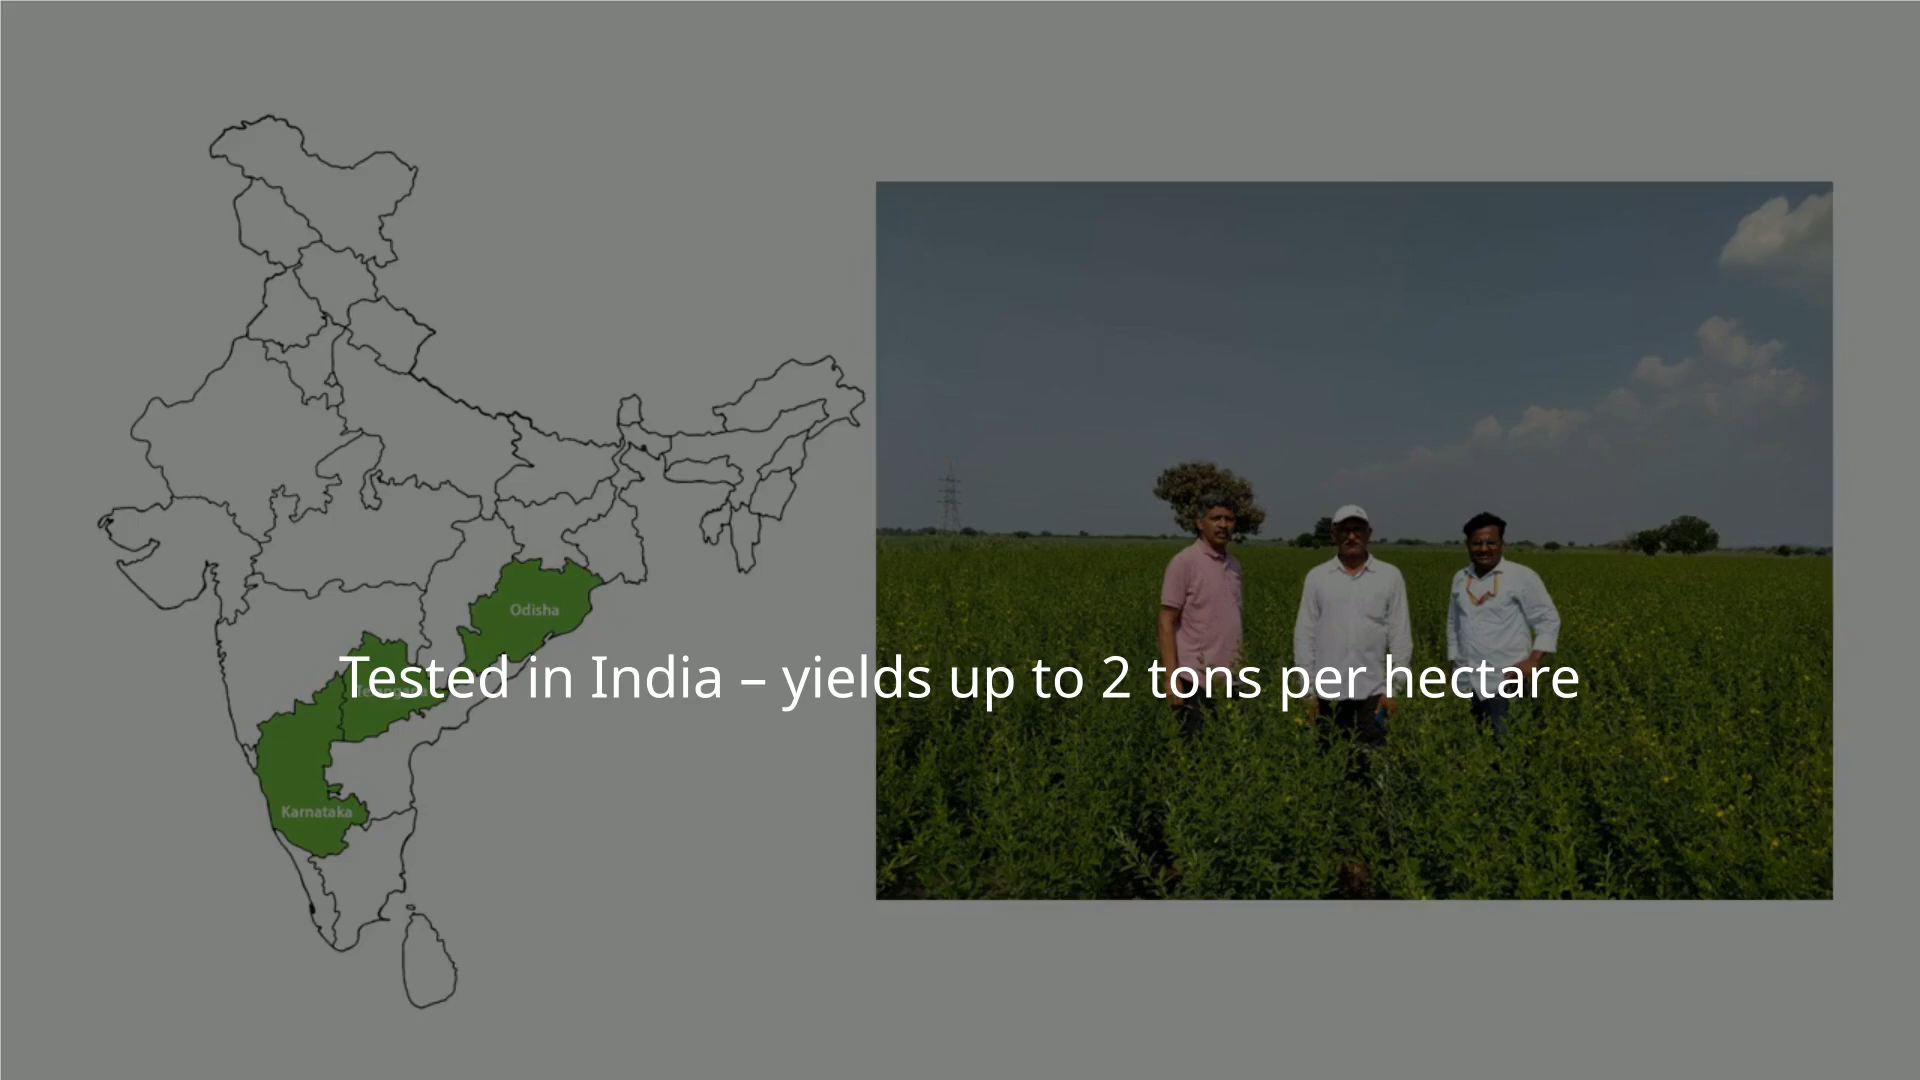 Odisha
Tested in India – yields up to 2 tons per hectare
Karnataka